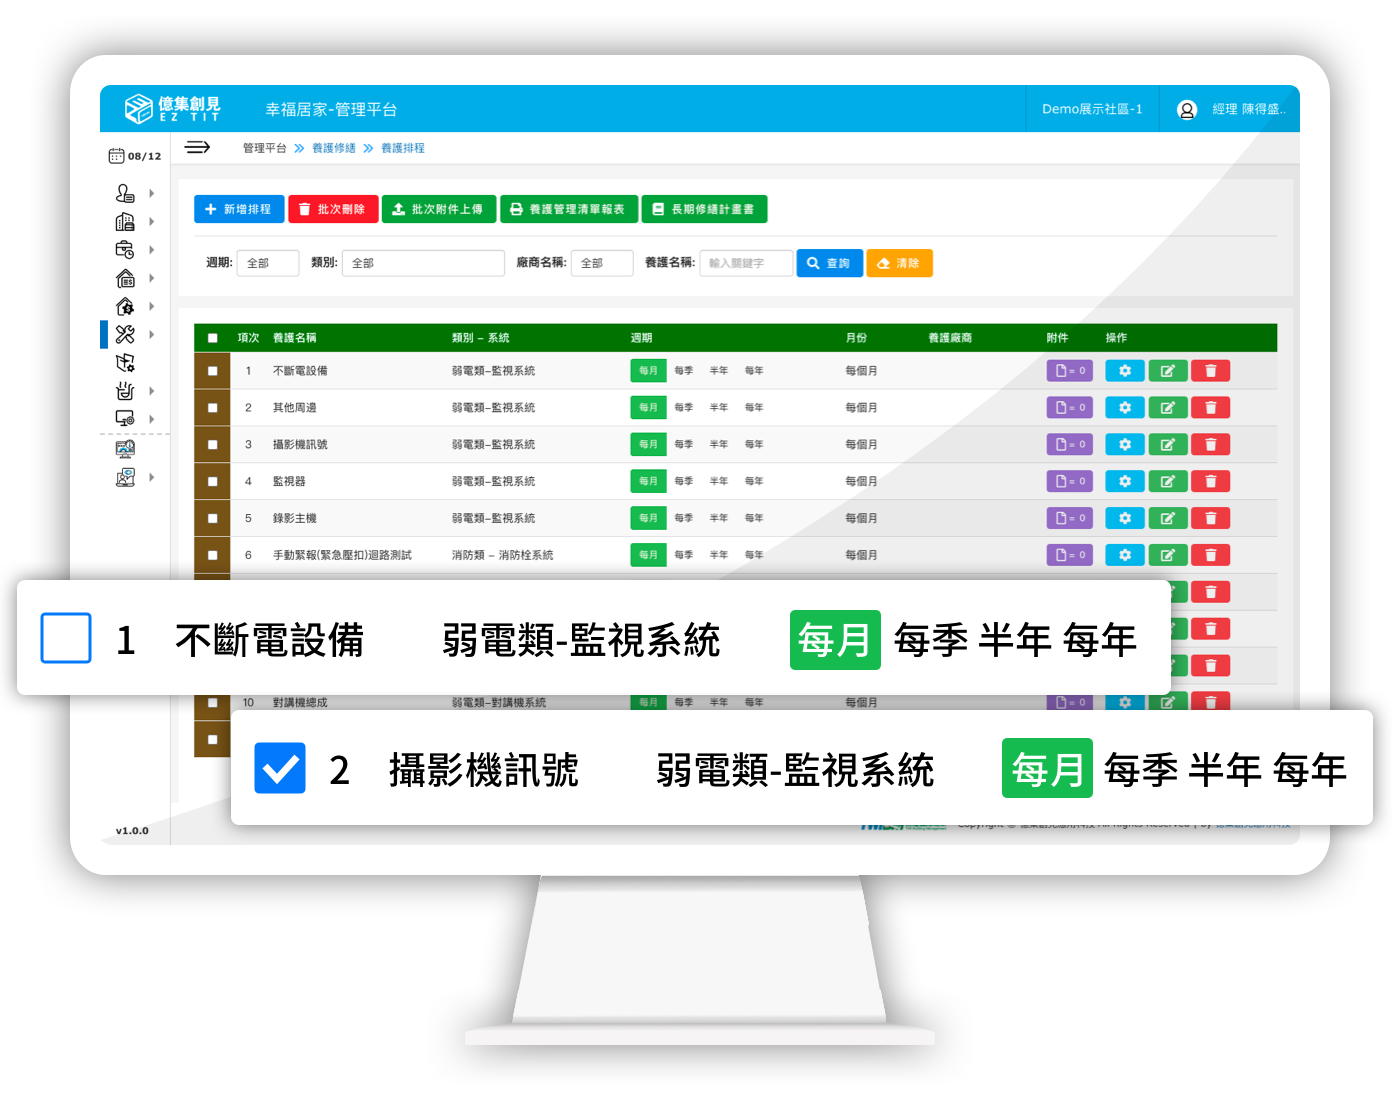 億集創見
EZ TIT
幸福居家-管理平台
Demo展示社區-1
經理 陳得盛..
08/12
管理平台 養護修繕 養護排程
新增排程 批次刪除 批次附件上傳 養護管理清單報表 長期修繕計畫書
週期: 全部 類別: 全部 廠商名稱: 全部 養護名稱: 輸入關鍵字 查詢 清除
項次 養護名稱 類別 – 系統 週期 月份 養護廠商 附件 操作
1 不斷電設備 弱電類–監視系統 每月 每季 半年 每年 每個月 = 0
2 其他周邊 弱電類–監視系統 每月 每季 半年 每年 每個月 = 0
3 攝影機訊號 弱電類–監視系統 每月 每季 半年 每年 每個月 = 0
4 監視器 弱電類–監視系統 每月 每季 半年 每年 每個月 = 0
5 錄影主機 弱電類–監視系統 每月 每季 半年 每年 每個月 = 0
6 手動緊報(緊急壓扣)迴路測試 消防類 – 消防栓系統 每月 每季 半年 每年 每個月 = 0
1 不斷電設備 弱電類-監視系統 每月 每季 半年 每年
10 對講機總成 弱電類–對講機系統 每月 每季 半年 每年 每個月 = 0
2 攝影機訊號 弱電類-監視系統 每月 每季 半年 每年
v1.0.0